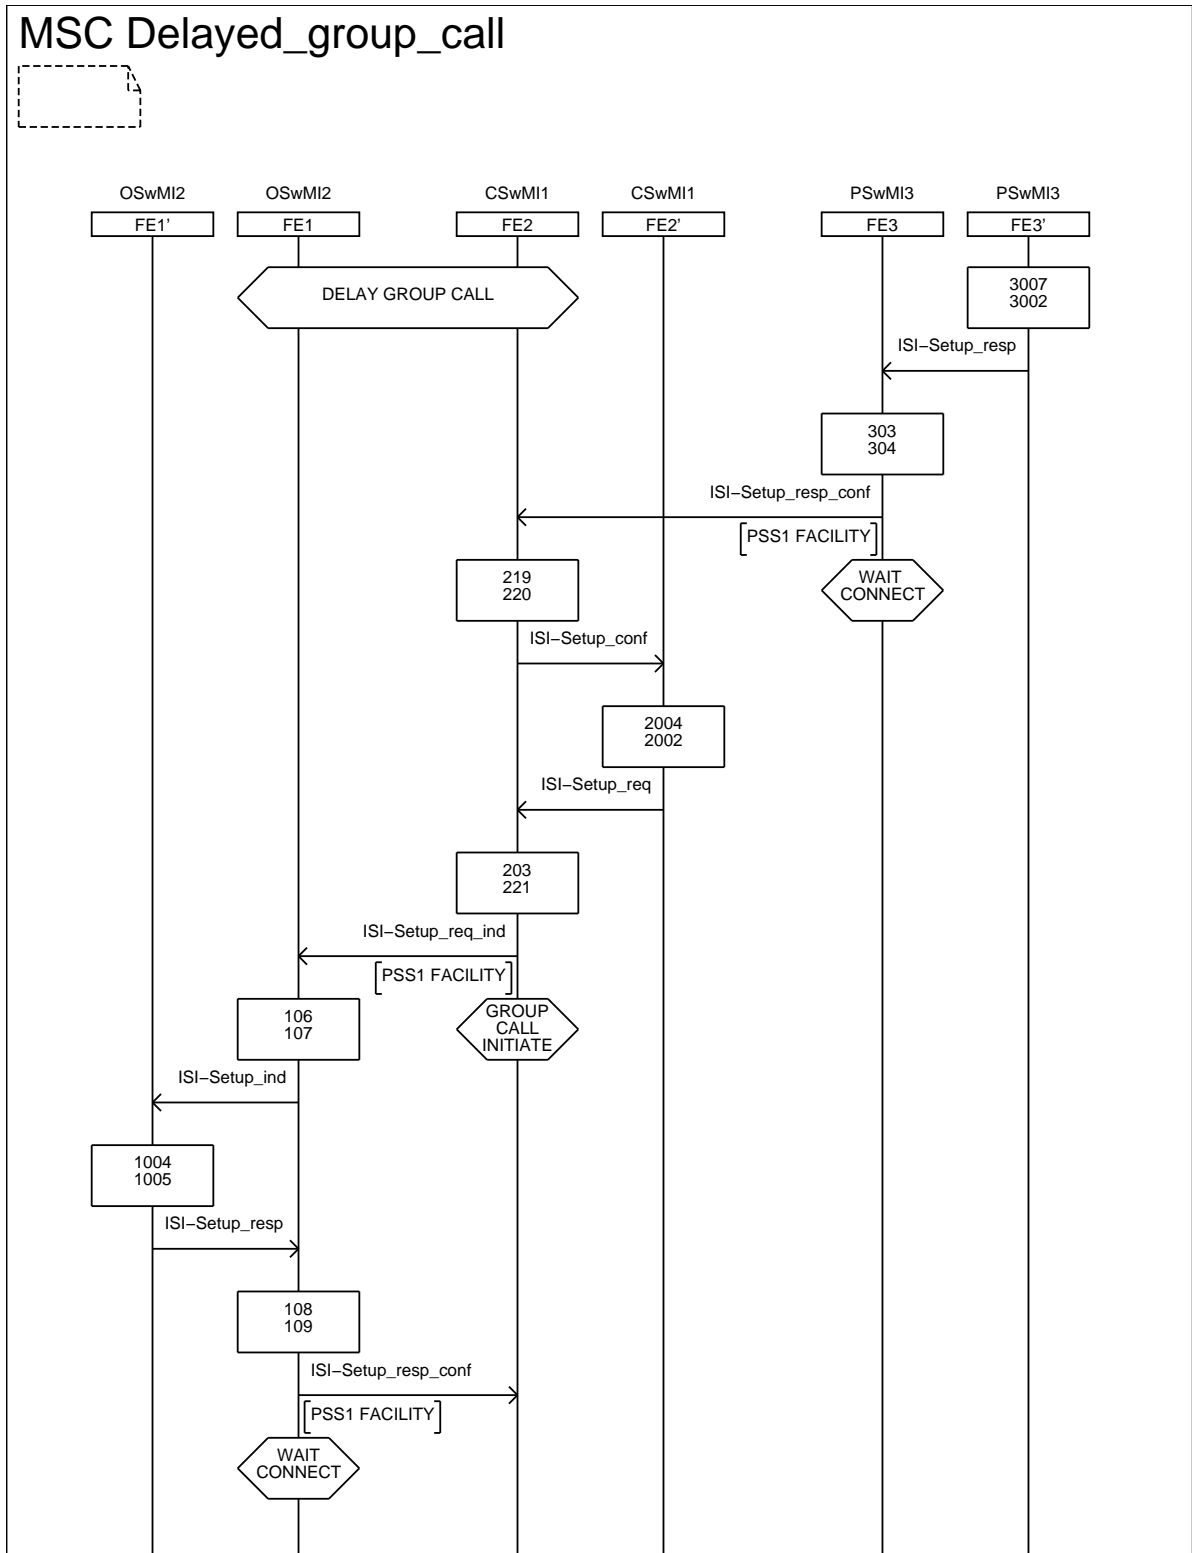 MSC Delayed_group_call
OSwMI2 OSwMI2 CSwMI1 CSwMI1 PSwMI3 PSwMI3
FE1' FE1 FE2 FE2' FE3 FE3'
DELAY GROUP CALL
3007
3002
ISI−Setup_resp
303
304
ISI−Setup_resp_conf
PSS1 FACILITY
219
220
WAIT
CONNECT
ISI−Setup_conf
2004
2002
ISI−Setup_req
203
221
ISI−Setup_req_ind
PSS1 FACILITY
106
107
GROUP
CALL
INITIATE
ISI−Setup_ind
1004
1005
ISI−Setup_resp
108
109
ISI−Setup_resp_conf
PSS1 FACILITY
WAIT
CONNECT